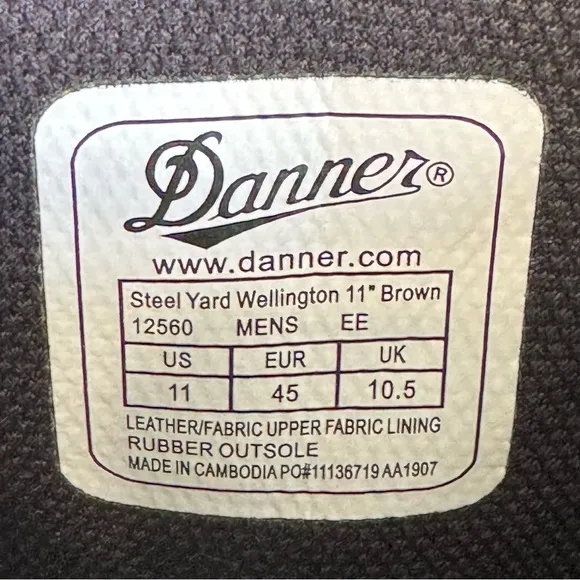 Danner®
www.danner.com
Steel Yard Wellington 11" Brown
12560 MENS EE
US EUR UK
11 45 10.5
LEATHER/FABRIC UPPER FABRIC LINING
RUBBER OUTSOLE
MADE IN CAMBODIA PO#11136719 AA1907